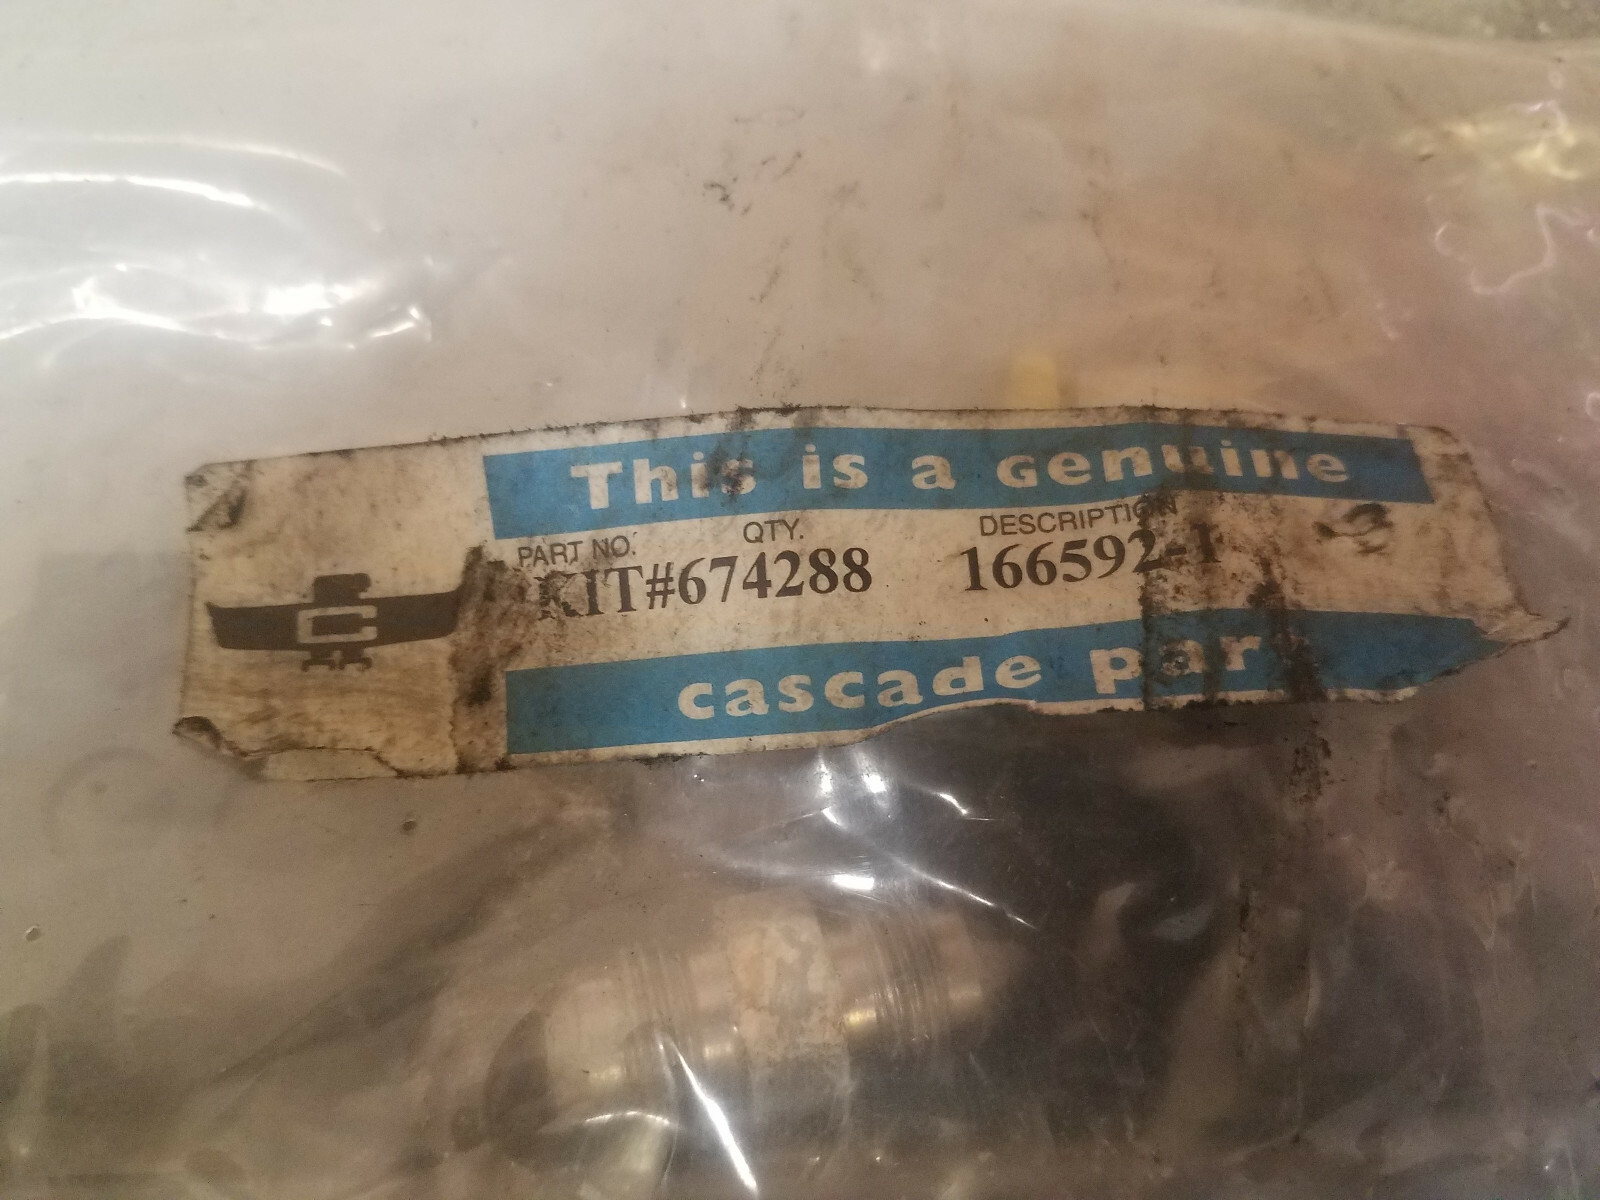 This is a Genuine
PART NO. QTY. DESCRIPTION
KIT#674288 166592-1
C
cascade par